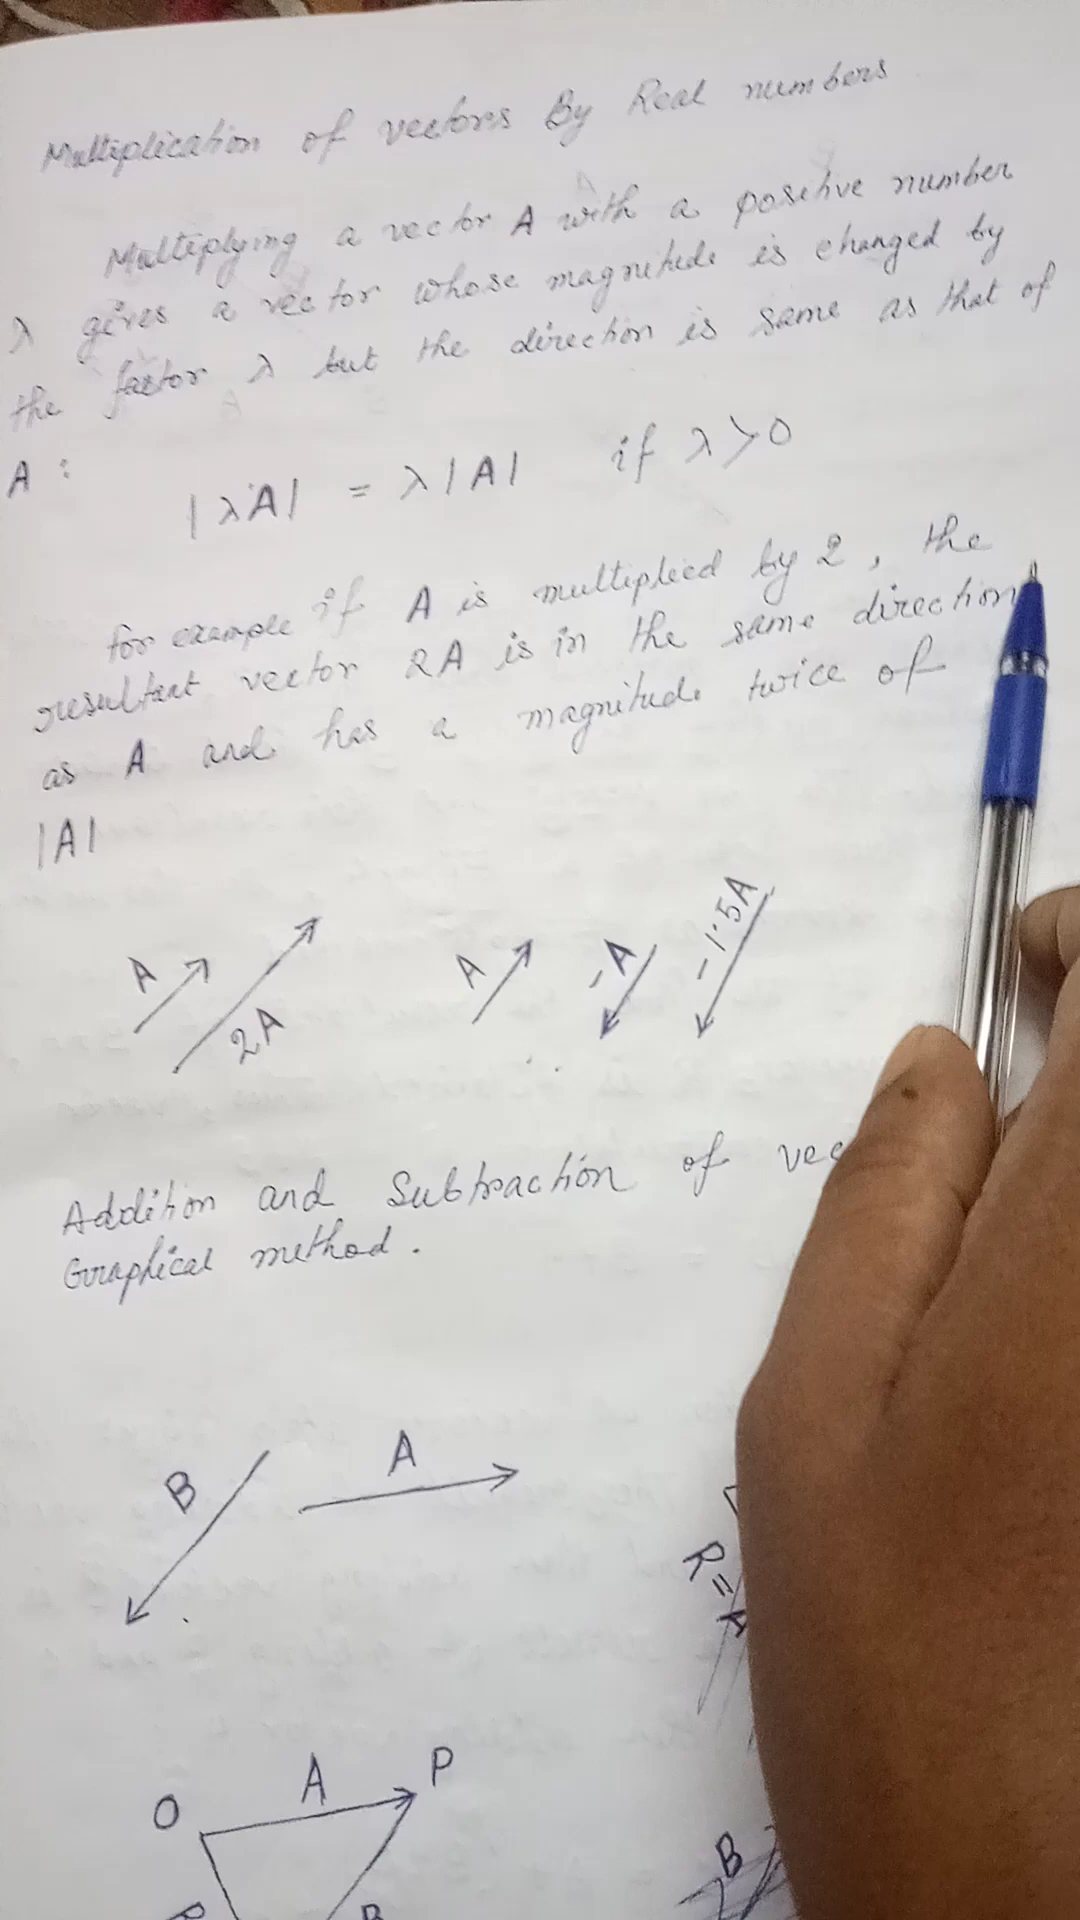 Multiplication of vectors By Real numbers
Multiplying a vector A with a positive number
λ gives a vector whose magnitude is changed by
the factor λ but the direction is same as that of
A :
|λA| = λ|A| if λ>0
for example if A is multiplied by 2, the
resultant vector 2A is in the same direction
as A and has a magnitude twice of
|A|
A
2A
A
-A
-1.5A
Addition and Subtraction of vec
Graphical method.
B
A
R=A
O
A
P
B
B